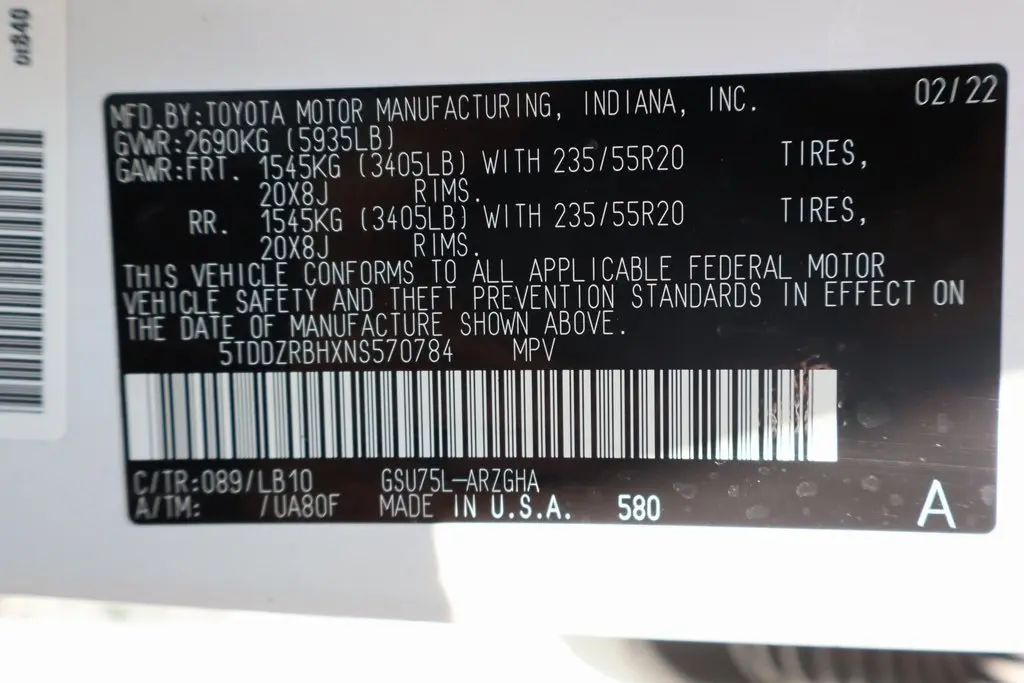 MFD.BY:TOYOTA MOTOR MANUFACTURING, INDIANA, INC. 02/22
GVWR:2690KG (5935LB)
GAWR:FRT. 1545KG (3405LB) WITH 235/55R20 TIRES,
20X8J RIMS.
RR. 1545KG (3405LB) WITH 235/55R20 TIRES,
20X8J RIMS.
THIS VEHICLE CONFORMS TO ALL APPLICABLE FEDERAL MOTOR
VEHICLE SAFETY AND THEFT PREVENTION STANDARDS IN EFFECT ON
THE DATE OF MANUFACTURE SHOWN ABOVE.
5TDDZRBHXNS570784 MPV
C/TR:089/LB10 GSU75L-ARZGHA
A/TM: /UA80F MADE IN U.S.A. 580 A